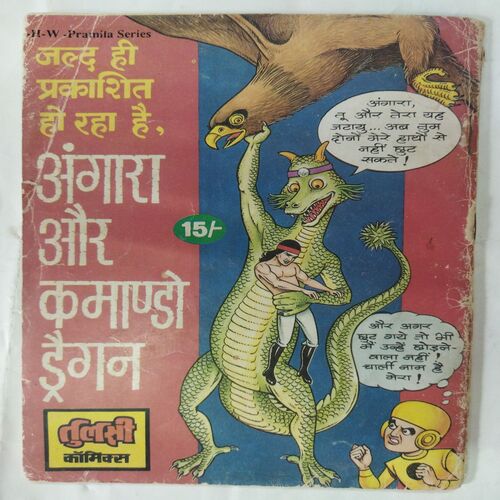 -H-W -Pramila Series
जल्द ही
प्रकाशित
हो रहा है,
अंगारा
और
कमाण्डो
ड्रैगन
15/-
अंगारा,
तू और तेरा यह
जटायु... अब तुम
दोनों मेरे हाथों से
नहीं छूट
सकते!
और अगर
छूट गये तो भी
मैं उन्हें छोड़ने-
वाला नहीं!
चार्ली नाम है
मेरा!
तुलसी
कॉमिक्स